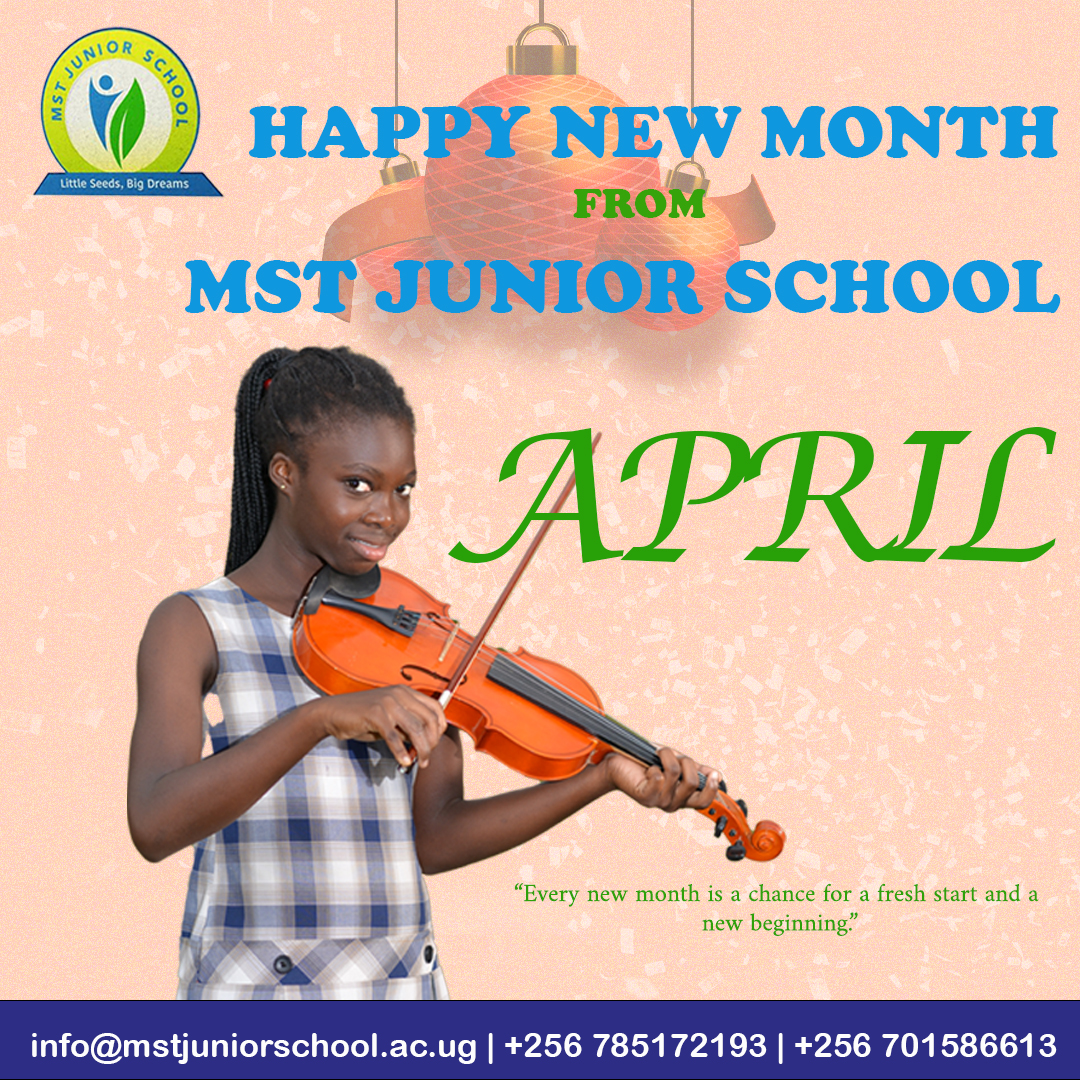 MST JUNIOR SCHOOL
Little Seeds, Big Dreams
HAPPY NEW MONTH
FROM
MST JUNIOR SCHOOL
APRIL
“Every new month is a chance for a fresh start and a
new beginning.”
info@mstjuniorschool.ac.ug | +256 785172193 | +256 701586613